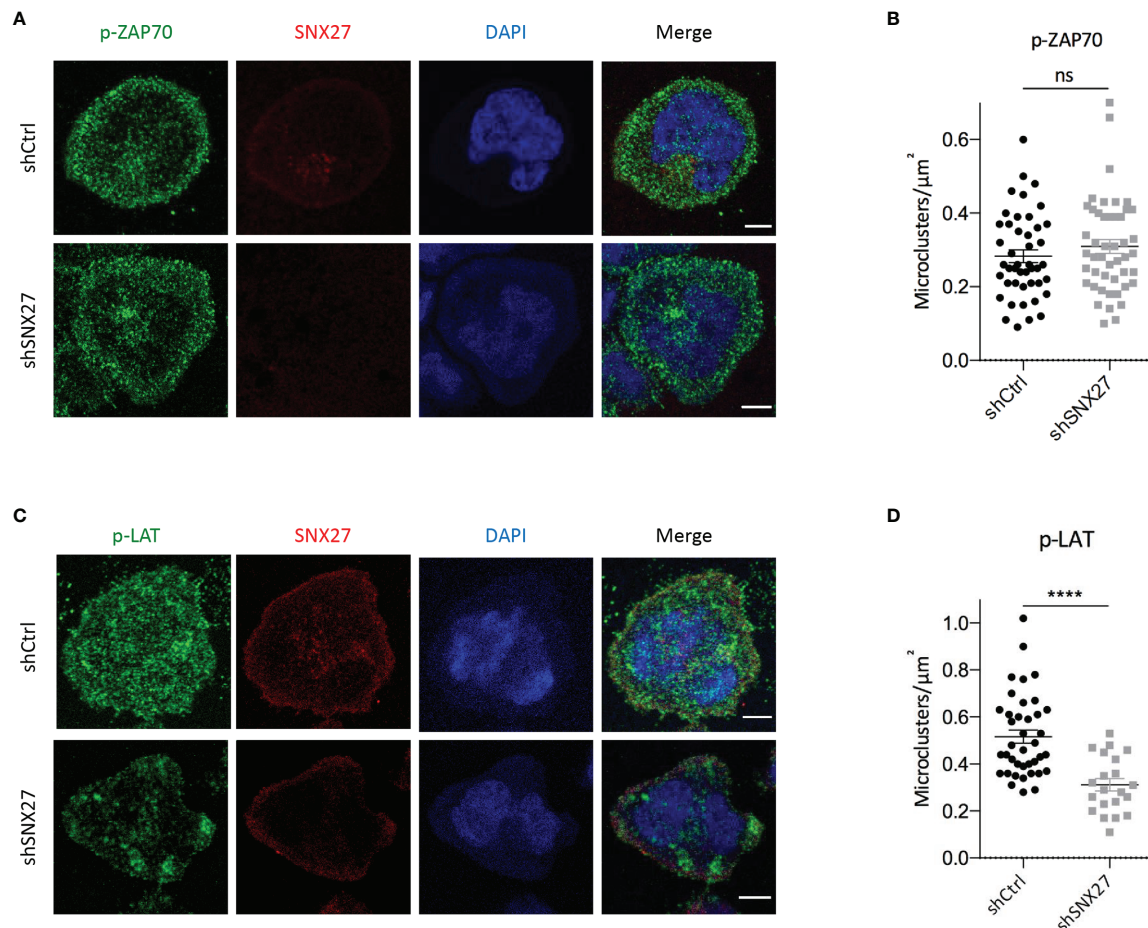 A
p-ZAP70 SNX27 DAPI Merge
shCtrl
shSNX27
B
p-ZAP70
ns
Microclusters/µm²
0.6
0.4
0.2
0.0
shCtrl
shSNX27
C
p-LAT SNX27 DAPI Merge
shCtrl
shSNX27
D
p-LAT
****
Microclusters/µm²
1.0
0.8
0.6
0.4
0.2
0.0
shCtrl
shSNX27